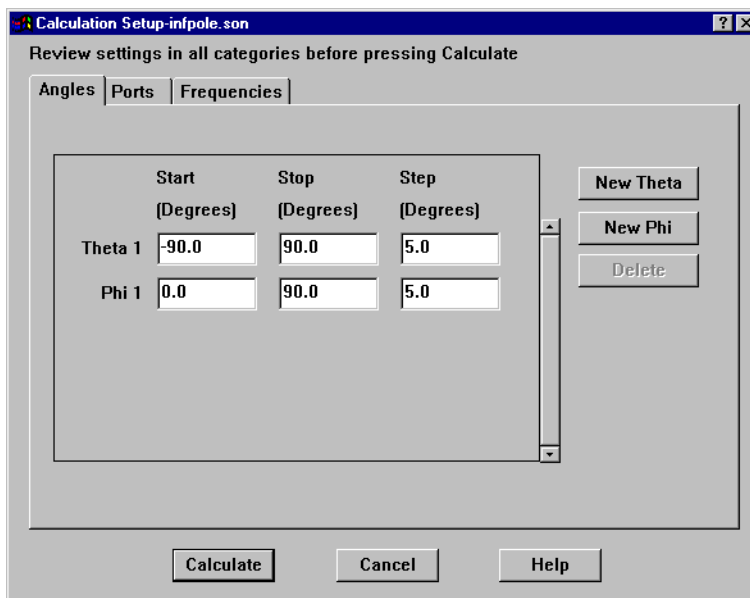 Calculation Setup-infpole.son
Review settings in all categories before pressing Calculate
Angles Ports Frequencies
Start Stop Step
(Degrees) (Degrees) (Degrees)
New Theta
New Phi
Theta 1 -90.0 90.0 5.0
Delete
Phi 1 0.0 90.0 5.0
Calculate Cancel Help